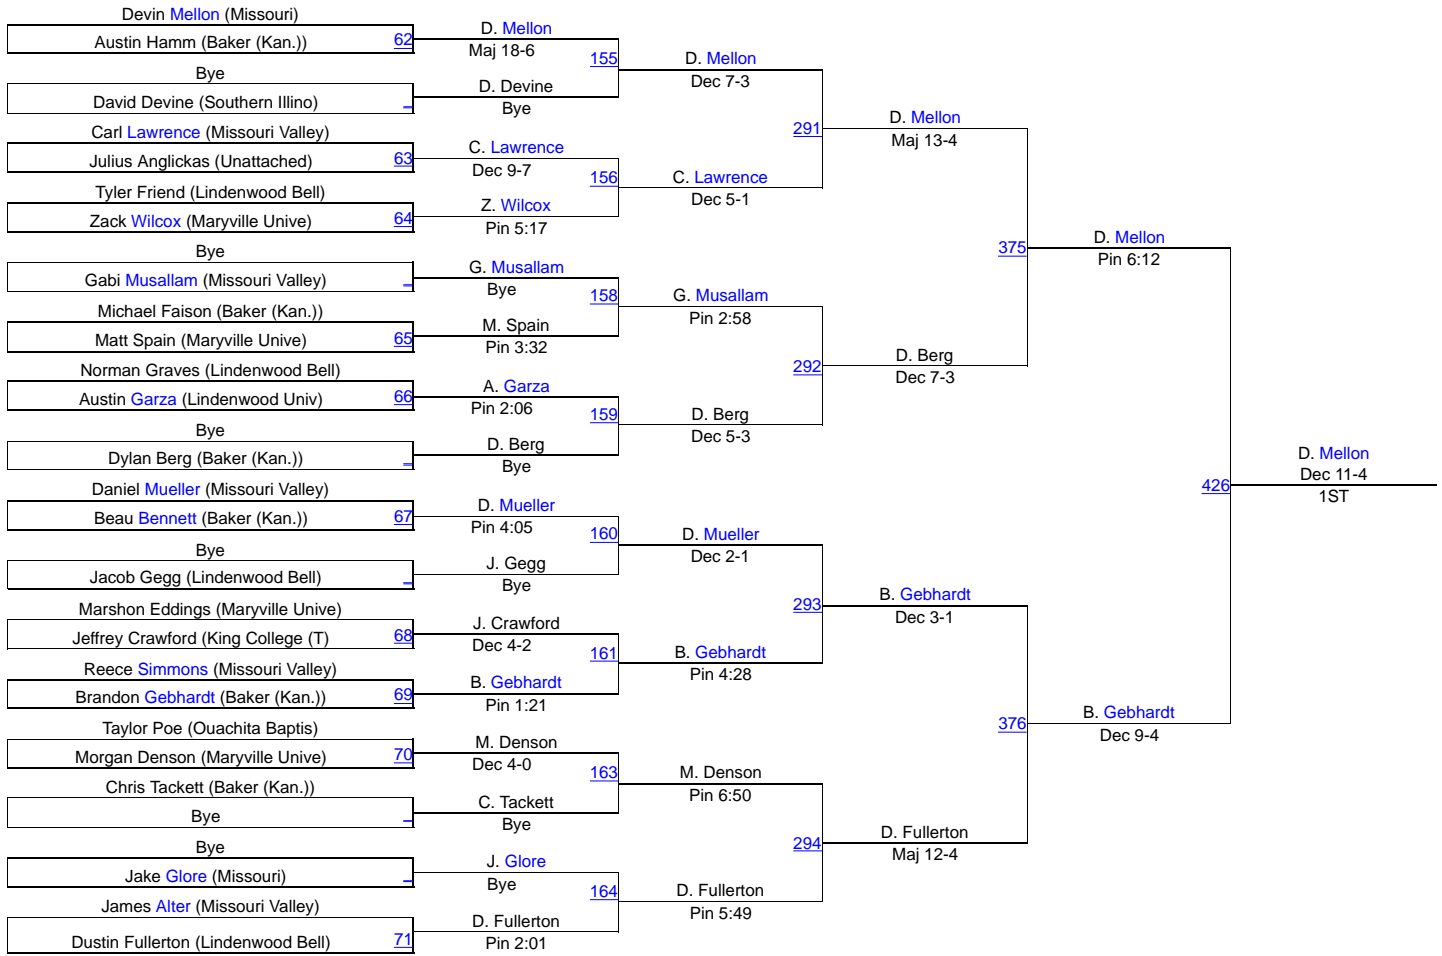 Devin Mellon (Missouri)
Austin Hamm (Baker (Kan.))
62
Bye
David Devine (Southern Illino)
Carl Lawrence (Missouri Valley)
Julius Anglickas (Unattached)
63
Tyler Friend (Lindenwood Bell)
Zack Wilcox (Maryville Unive)
64
Bye
Gabi Musallam (Missouri Valley)
Michael Faison (Baker (Kan.))
Matt Spain (Maryville Unive)
65
Norman Graves (Lindenwood Bell)
Austin Garza (Lindenwood Univ)
66
Bye
Dylan Berg (Baker (Kan.))
Daniel Mueller (Missouri Valley)
Beau Bennett (Baker (Kan.))
67
Bye
Jacob Gegg (Lindenwood Bell)
Marshon Eddings (Maryville Unive)
Jeffrey Crawford (King College (T)
68
Reece Simmons (Missouri Valley)
Brandon Gebhardt (Baker (Kan.))
69
Taylor Poe (Ouachita Baptis)
Morgan Denson (Maryville Unive)
70
Chris Tackett (Baker (Kan.))
Bye
Bye
Jake Glore (Missouri)
James Alter (Missouri Valley)
Dustin Fullerton (Lindenwood Bell)
71
D. Mellon
Maj 18-6
155
D. Devine
Bye
C. Lawrence
Dec 9-7
156
Z. Wilcox
Pin 5:17
G. Musallam
Bye
158
M. Spain
Pin 3:32
A. Garza
Pin 2:06
159
D. Berg
Bye
D. Mueller
Pin 4:05
160
J. Gegg
Bye
J. Crawford
Dec 4-2
161
B. Gebhardt
Pin 1:21
M. Denson
Dec 4-0
163
C. Tackett
Bye
J. Glore
Bye
164
D. Fullerton
Pin 2:01
D. Mellon
Dec 7-3
291
C. Lawrence
Dec 5-1
G. Musallam
Pin 2:58
292
D. Berg
Dec 5-3
D. Mueller
Dec 2-1
293
B. Gebhardt
Pin 4:28
M. Denson
Pin 6:50
294
D. Fullerton
Pin 5:49
D. Mellon
Maj 13-4
375
D. Berg
Dec 7-3
B. Gebhardt
Dec 3-1
376
D. Fullerton
Maj 12-4
D. Mellon
Pin 6:12
426
B. Gebhardt
Dec 9-4
D. Mellon
Dec 11-4
1ST